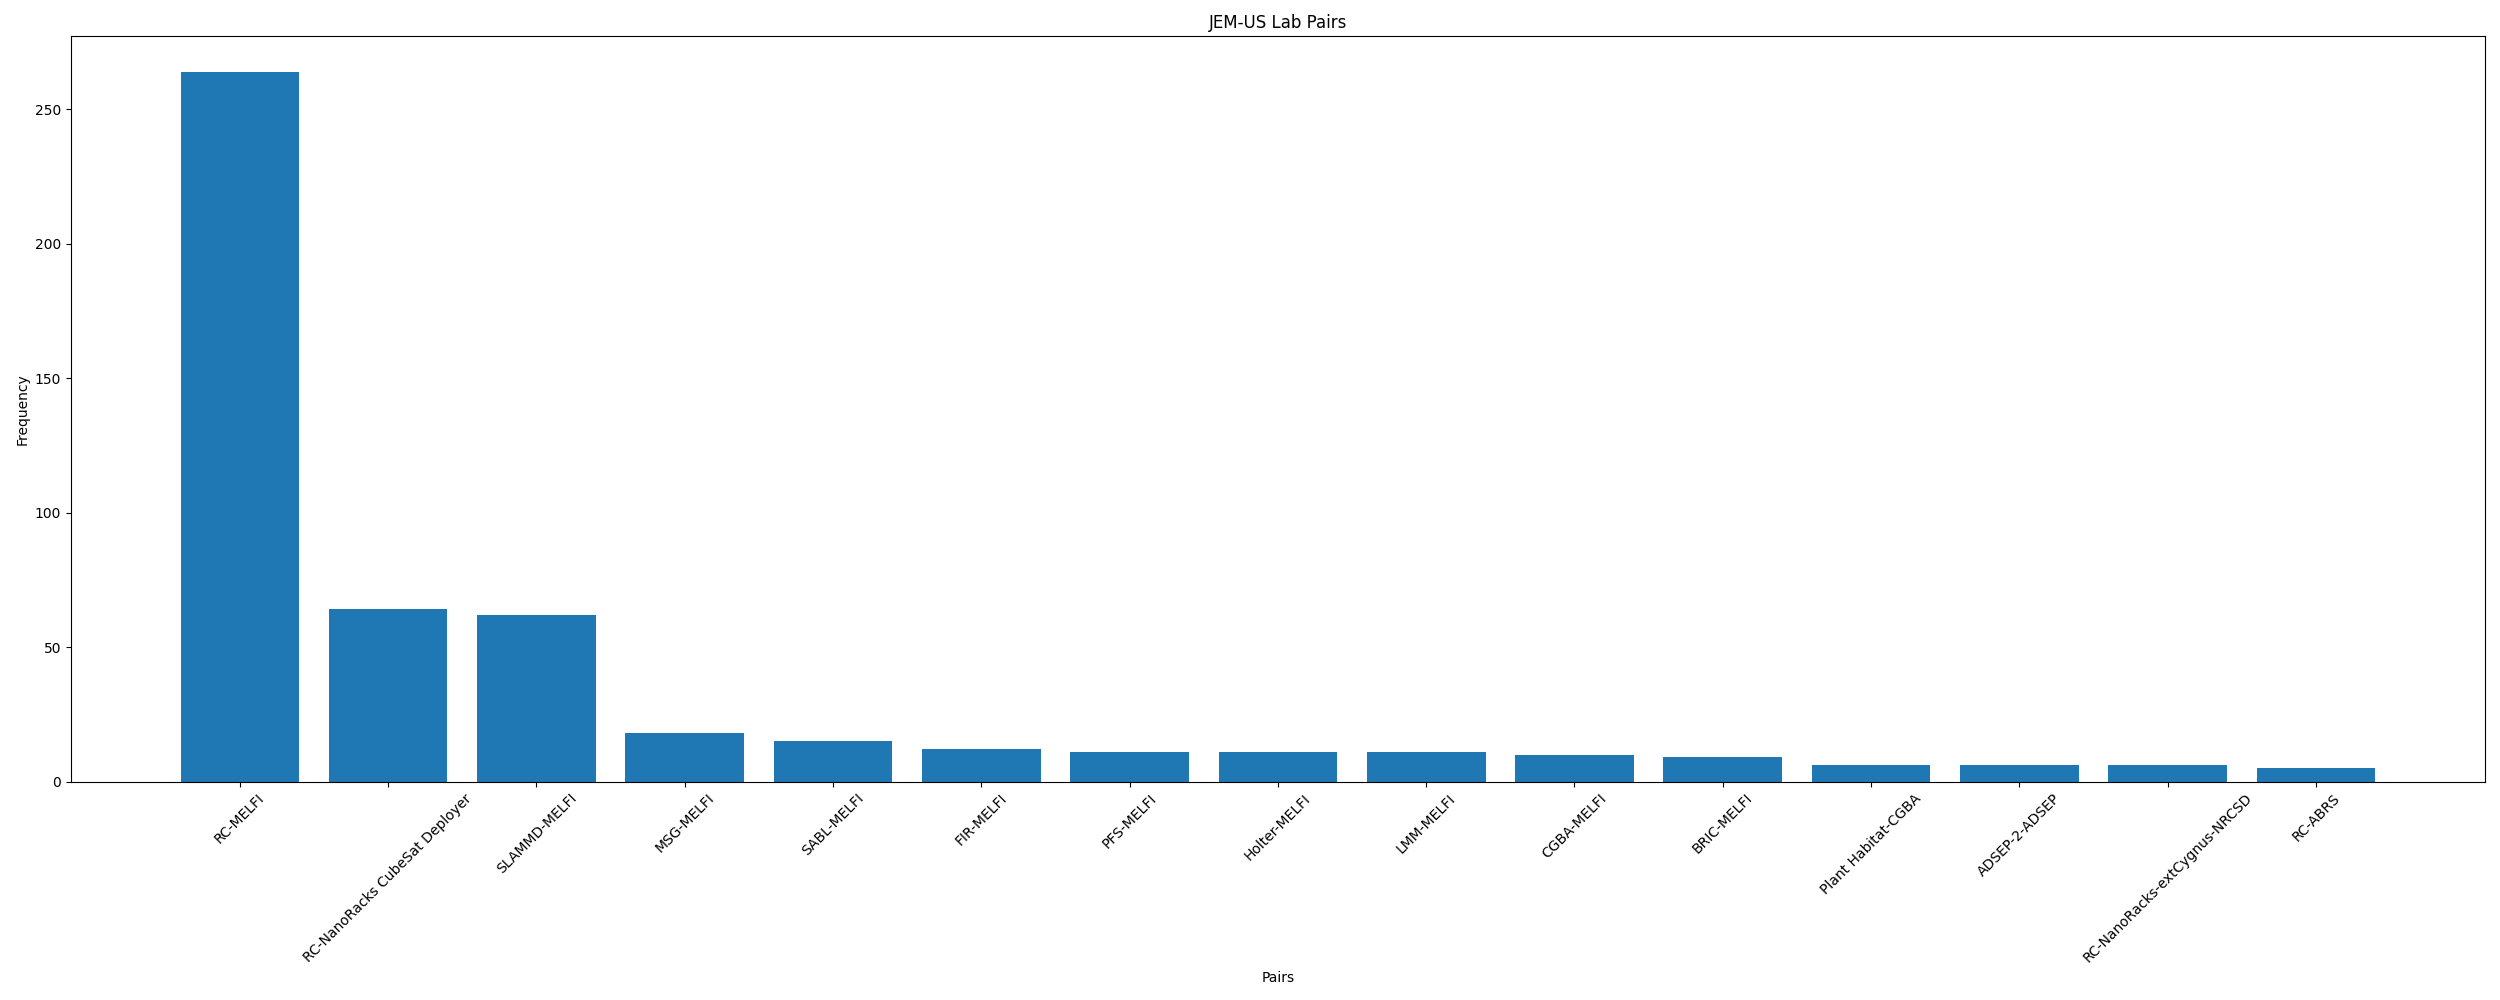 JEM-US Lab Pairs
Frequency
250
200
150
100
50
0
RC-MELFI
RC-NanoRacks CubeSat Deployer
SLAMMD-MELFI
MSG-MELFI
SABL-MELFI
FIR-MELFI
PFS-MELFI
Holter-MELFI
LMM-MELFI
CGBA-MELFI
BRIC-MELFI
Plant Habitat-CGBA
ADSEP-2-ADSEP
RC-NanoRacks-extCygnus-NRCSD
RC-ABRS
Pairs